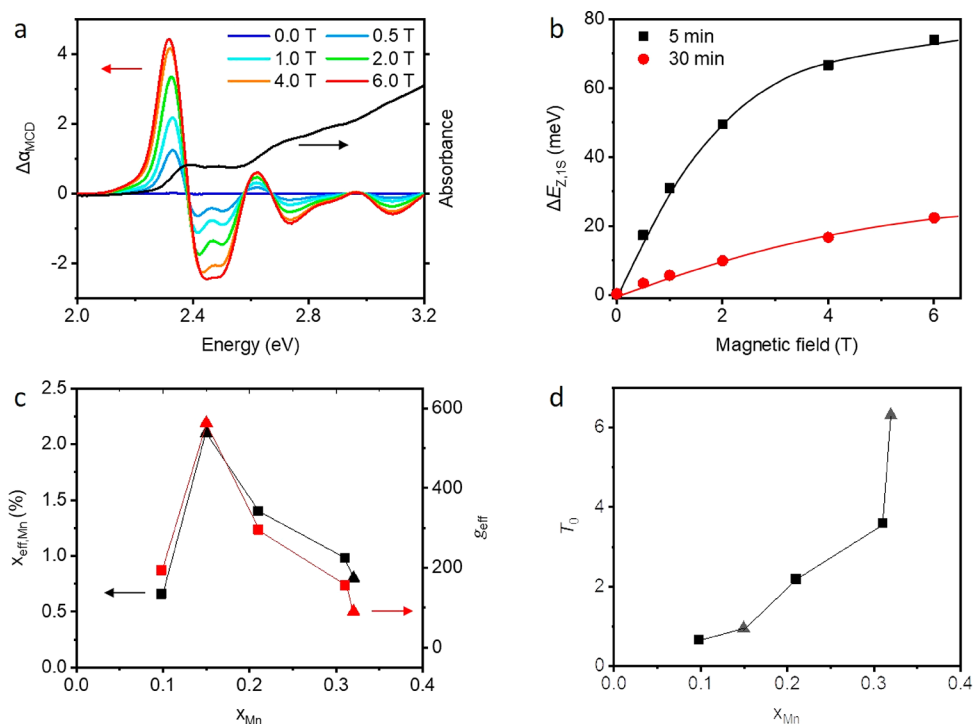 a
0.0 T
0.5 T
1.0 T
2.0 T
4.0 T
6.0 T
4
2
0
-2
Δα_MCD
Absorbance
2.0
2.4
2.8
3.2
Energy (eV)
b
5 min
30 min
80
60
40
20
0
ΔE_Z,1S (meV)
0
2
4
6
Magnetic field (T)
c
2.5
2.0
1.5
1.0
0.5
0.0
x_eff,Mn (%)
600
400
200
0
g_eff
0.0
0.1
0.2
0.3
0.4
x_Mn
d
6
4
2
0
T_0
0.0
0.1
0.2
0.3
0.4
x_Mn